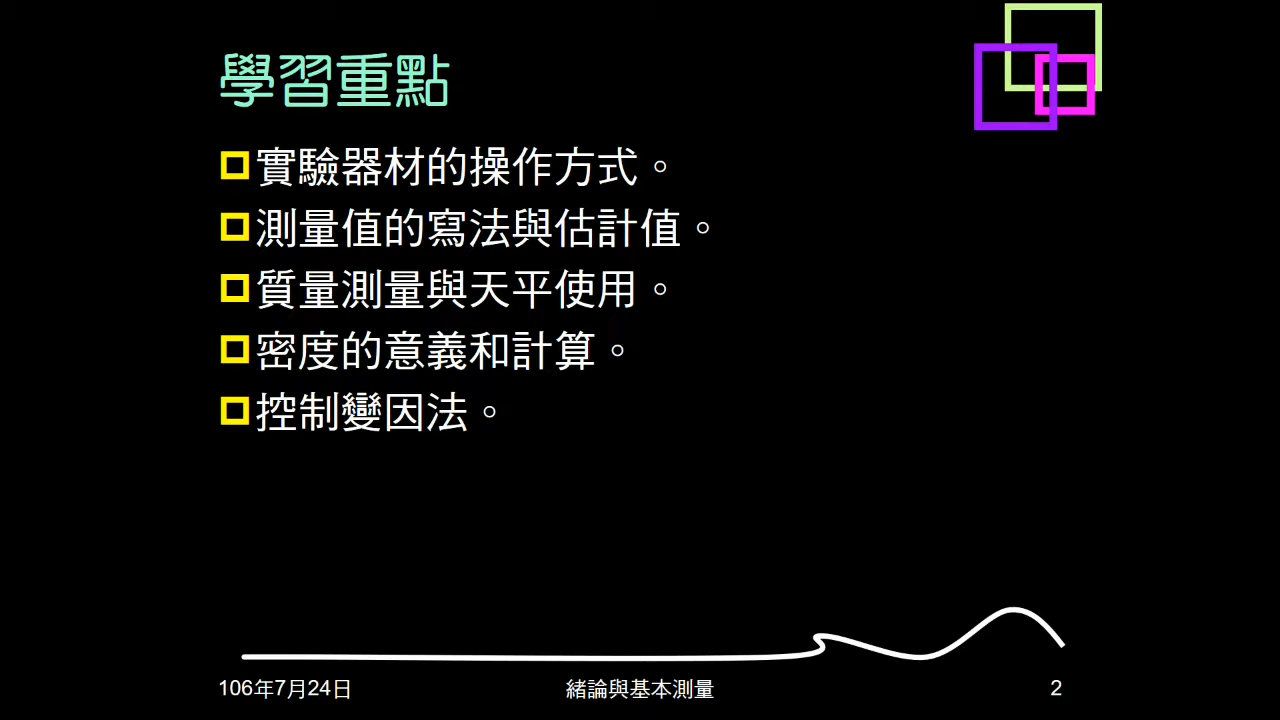 學習重點
實驗器材的操作方式。
測量值的寫法與估計值。
質量測量與天平使用。
密度的意義和計算。
控制變因法。
106年7月24日
緒論與基本測量
2